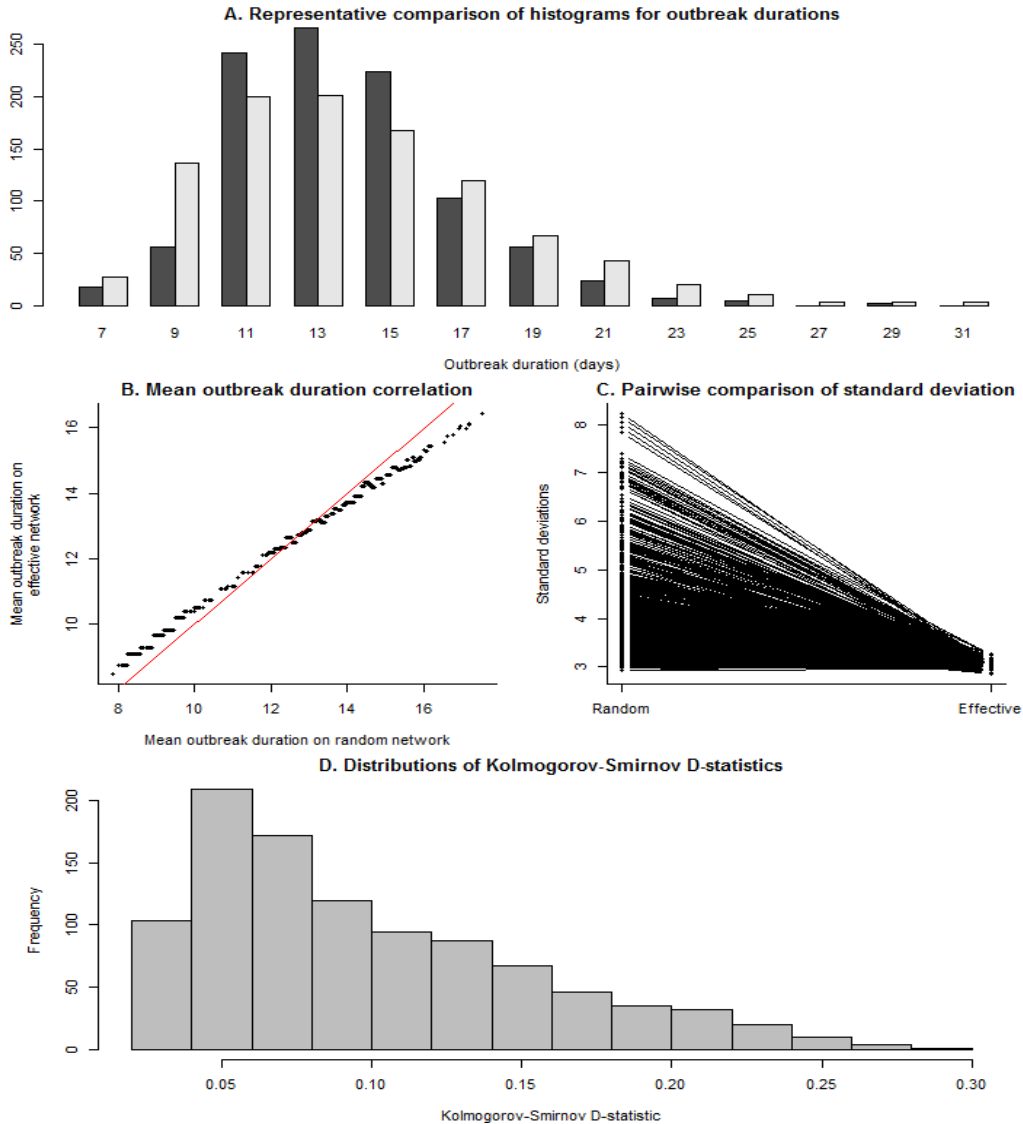 A. Representative comparison of histograms for outbreak durations
250
200
150
100
50
0
7 9 11 13 15 17 19 21 23 25 27 29 31
Outbreak duration (days)
B. Mean outbreak duration correlation
Mean outbreak duration on
effective network
16
14
12
10
8 10 12 14 16
Mean outbreak duration on random network
C. Pairwise comparison of standard deviation
Standard deviations
8
7
6
5
4
3
Random Effective
D. Distributions of Kolmogorov-Smirnov D-statistics
Frequency
200
150
100
50
0
0.05 0.10 0.15 0.20 0.25 0.30
Kolmogorov-Smirnov D-statistic